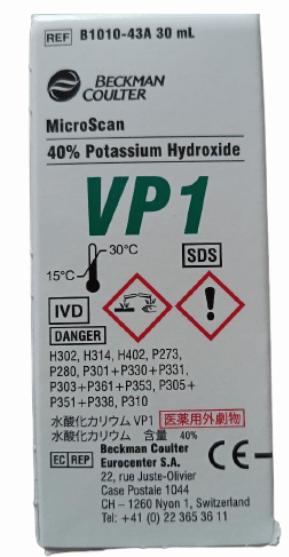 REF B1010-43A 30 mL
BECKMAN
COULTER
MicroScan
40% Potassium Hydroxide
VP1
30°C
15°C
SDS
IVD
DANGER
H302, H314, H402, P273,
P280, P301+P330+P331,
P303+P361+P353, P305+
P351+P338, P310
水酸化カリウム VP1 医薬用外劇物
水酸化カリウム 含量 40%
EC REP Beckman Coulter
Eurocenter S.A.
22, rue Juste-Olivier
Case Postale 1044
CH – 1260 Nyon 1, Switzerland
Tel: +41 (0) 22 365 36 11
CE